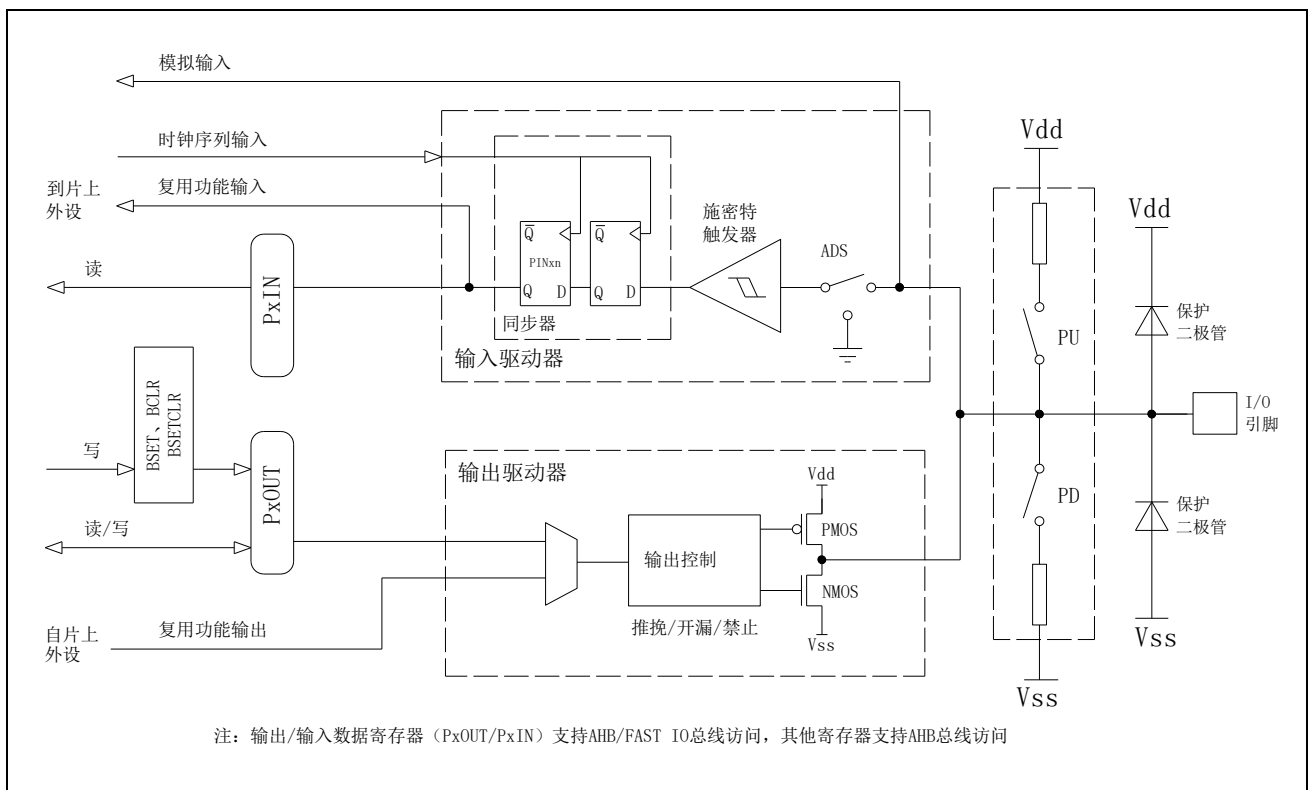 模拟输入
时钟序列输入
到片上
外设
复用功能输入
读
PxIN
Q
PINxn
Q
D
Q
Q
D
同步器
输入驱动器
施密特
触发器
ADS
Vdd
PU
PD
Vss
Vdd
保护
二极管
I/O
引脚
保护
二极管
Vss
写
BSET、BCLR
BSETCLR
PxOUT
读/写
自片上
外设
复用功能输出
输出驱动器
输出控制
推挽/开漏/禁止
Vdd
PMOS
NMOS
Vss
注：输出/输入数据寄存器（PxOUT/PxIN）支持AHB/FAST IO总线访问，其他寄存器支持AHB总线访问